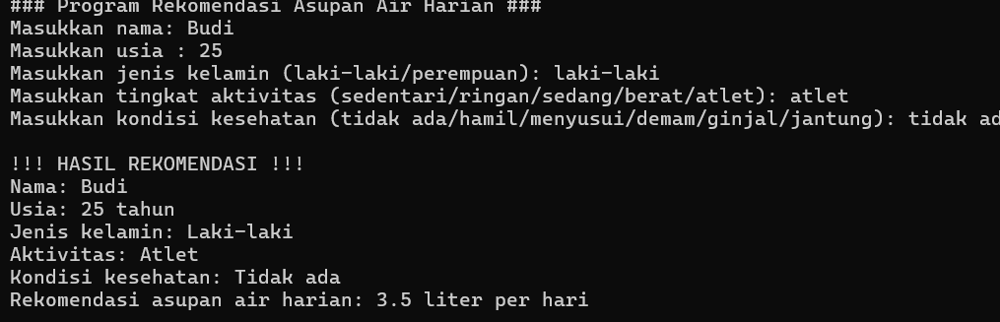 ### Program Rekomendasi Asupan Air Harian ###
Masukkan nama: Budi
Masukkan usia : 25
Masukkan jenis kelamin (laki-laki/perempuan): laki-laki
Masukkan tingkat aktivitas (sedentari/ringan/sedang/berat/atlet): atlet
Masukkan kondisi kesehatan (tidak ada/hamil/menyusui/demam/ginjal/jantung): tidak ad
!!! HASIL REKOMENDASI !!!
Nama: Budi
Usia: 25 tahun
Jenis kelamin: Laki-laki
Aktivitas: Atlet
Kondisi kesehatan: Tidak ada
Rekomendasi asupan air harian: 3.5 liter per hari